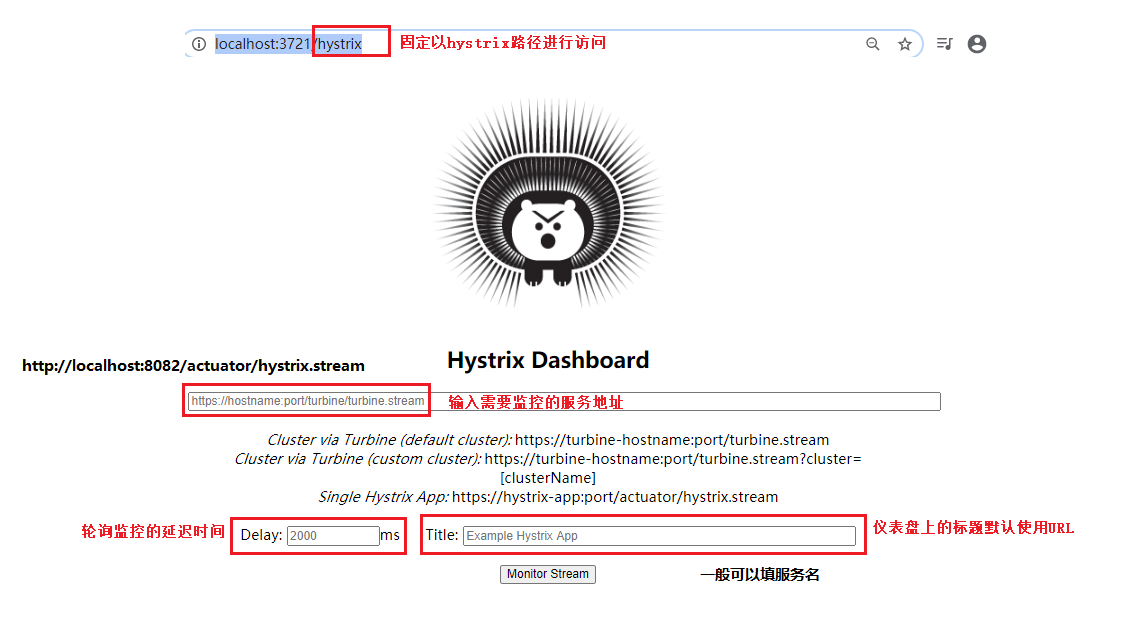 localhost:3721/hystrix 固定以hystrix路径进行访问
Hystrix Dashboard
http://localhost:8082/actuator/hystrix.stream
https://hostname:port/turbine/turbine.stream 输入需要监控的服务地址
Cluster via Turbine (default cluster): https://turbine-hostname:port/turbine.stream
Cluster via Turbine (custom cluster): https://turbine-hostname:port/turbine.stream?cluster=
[clusterName]
Single Hystrix App: https://hystrix-app:port/actuator/hystrix.stream
轮询监控的延迟时间 Delay: 2000 ms Title: Example Hystrix App 仪表盘上的标题默认使用URL
Monitor Stream 一般可以填服务名